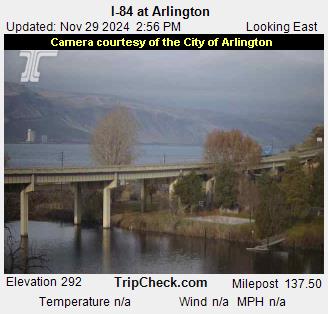 I-84 at Arlington
Updated: Nov 29 2024 2:56 PM Looking East
Camera courtesy of the City of Arlington
Elevation 292 TripCheck.com Milepost 137.50
Temperature n/a Wind n/a MPH n/a